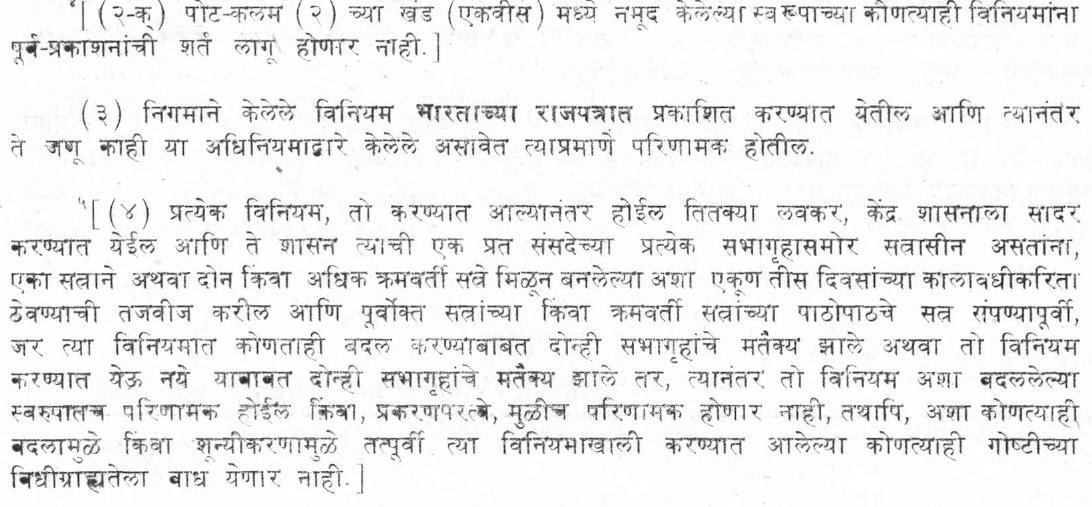 [(२-क) पोट-कलम (२) च्या खंड (एकवीस) मध्ये नमूद केलेल्या स्वरूपाच्या कोणत्याही विनियमांना
पूर्व-प्रकाशनांची शर्त लागू होणार नाही.]
(३) निगमाने केलेले विनियम भारताच्या राजपत्रात प्रकाशित करण्यात येतील आणि त्यानंतर
ते जणू काही या अधिनियमाद्वारे केलेले असावेत त्याप्रमाणे परिणामक होतील.
५[(४) प्रत्येक विनियम, तो करण्यात आल्यानंतर होईल तितक्या लवकर, केंद्र शासनाला सादर
करण्यात येईल आणि ते शासन त्याची एक प्रत संसदेच्या प्रत्येक सभागृहासमोर सत्रासीन असतांना,
एका सत्राने अथवा दोन किंवा अधिक क्रमवर्ती सत्रे मिळून बनलेल्या अशा एकूण तीस दिवसांच्या कालावधीकरिता
ठेवण्याची तजवीज करील आणि पूर्वोक्त सत्रांच्या किंवा क्रमवर्ती सत्रांच्या पाठोपाठचे सत्र संपण्यापूर्वी,
जर त्या विनियमात कोणताही बदल करण्याबाबत दोन्ही सभागृहांचे मतैक्य झाले अथवा तो विनियम
करण्यात येऊ नये याबाबत दोन्ही सभागृहांचे मतैक्य झाले तर, त्यानंतर तो विनियम अशा बदललेल्या
स्वरुपातच परिणामक होईल किंवा, प्रकरणपरत्वे, मुळीच परिणामक होणार नाही, तथापि, अशा कोणत्याही
बदलामुळे किंवा शून्यीकरणामुळे तत्पूर्वी त्या विनियमाखाली करण्यात आलेल्या कोणत्याही गोष्टीच्या
विधीग्राह्यतेला बाध येणार नाही.]